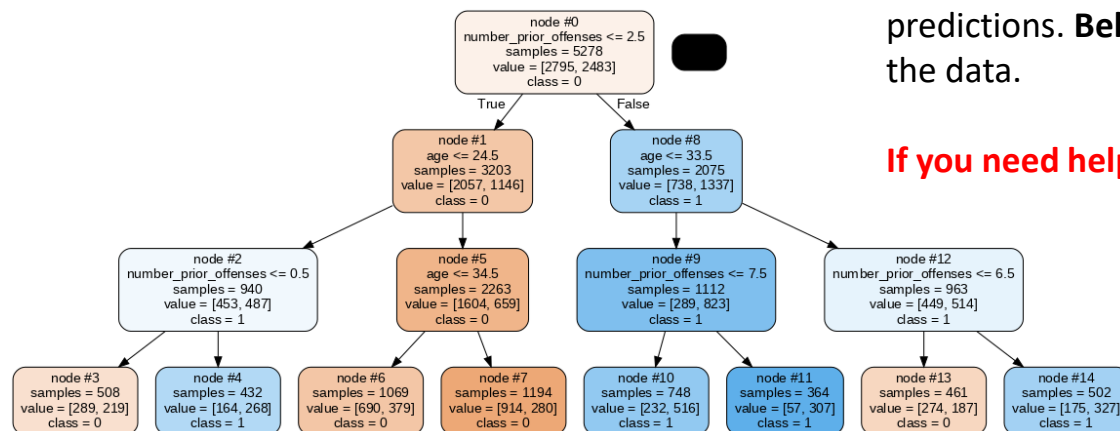 node #0
number_prior_offenses <= 2.5
samples = 5278
value = [2795, 2483]
class = 0
predictions.
the data.
If you need
True
False
node #1
age <= 24.5
samples = 3203
value = [2057, 1146]
class = 0
node #8
age <= 33.5
samples = 2075
value = [738, 1337]
class = 1
node #2
number_prior_offenses <= 0.5
samples = 940
value = [453, 487]
class = 1
node #5
age <= 34.5
samples = 2263
value = [1604, 659]
class = 0
node #9
number_prior_offenses <= 7.5
samples = 1112
value = [289, 823]
class = 1
node #12
number_prior_offenses <= 6.5
samples = 963
value = [449, 514]
class = 1
node #3
samples = 508
value = [289, 219]
class = 0
node #4
samples = 432
value = [164, 268]
class = 1
node #6
samples = 1069
value = [690, 379]
class = 0
node #7
samples = 1194
value = [914, 280]
class = 0
node #10
samples = 748
value = [232, 516]
class = 1
node #11
samples = 364
value = [57, 307]
class = 1
node #13
samples = 461
value = [274, 187]
class = 0
node #14
samples = 502
value = [175, 327]
class = 1